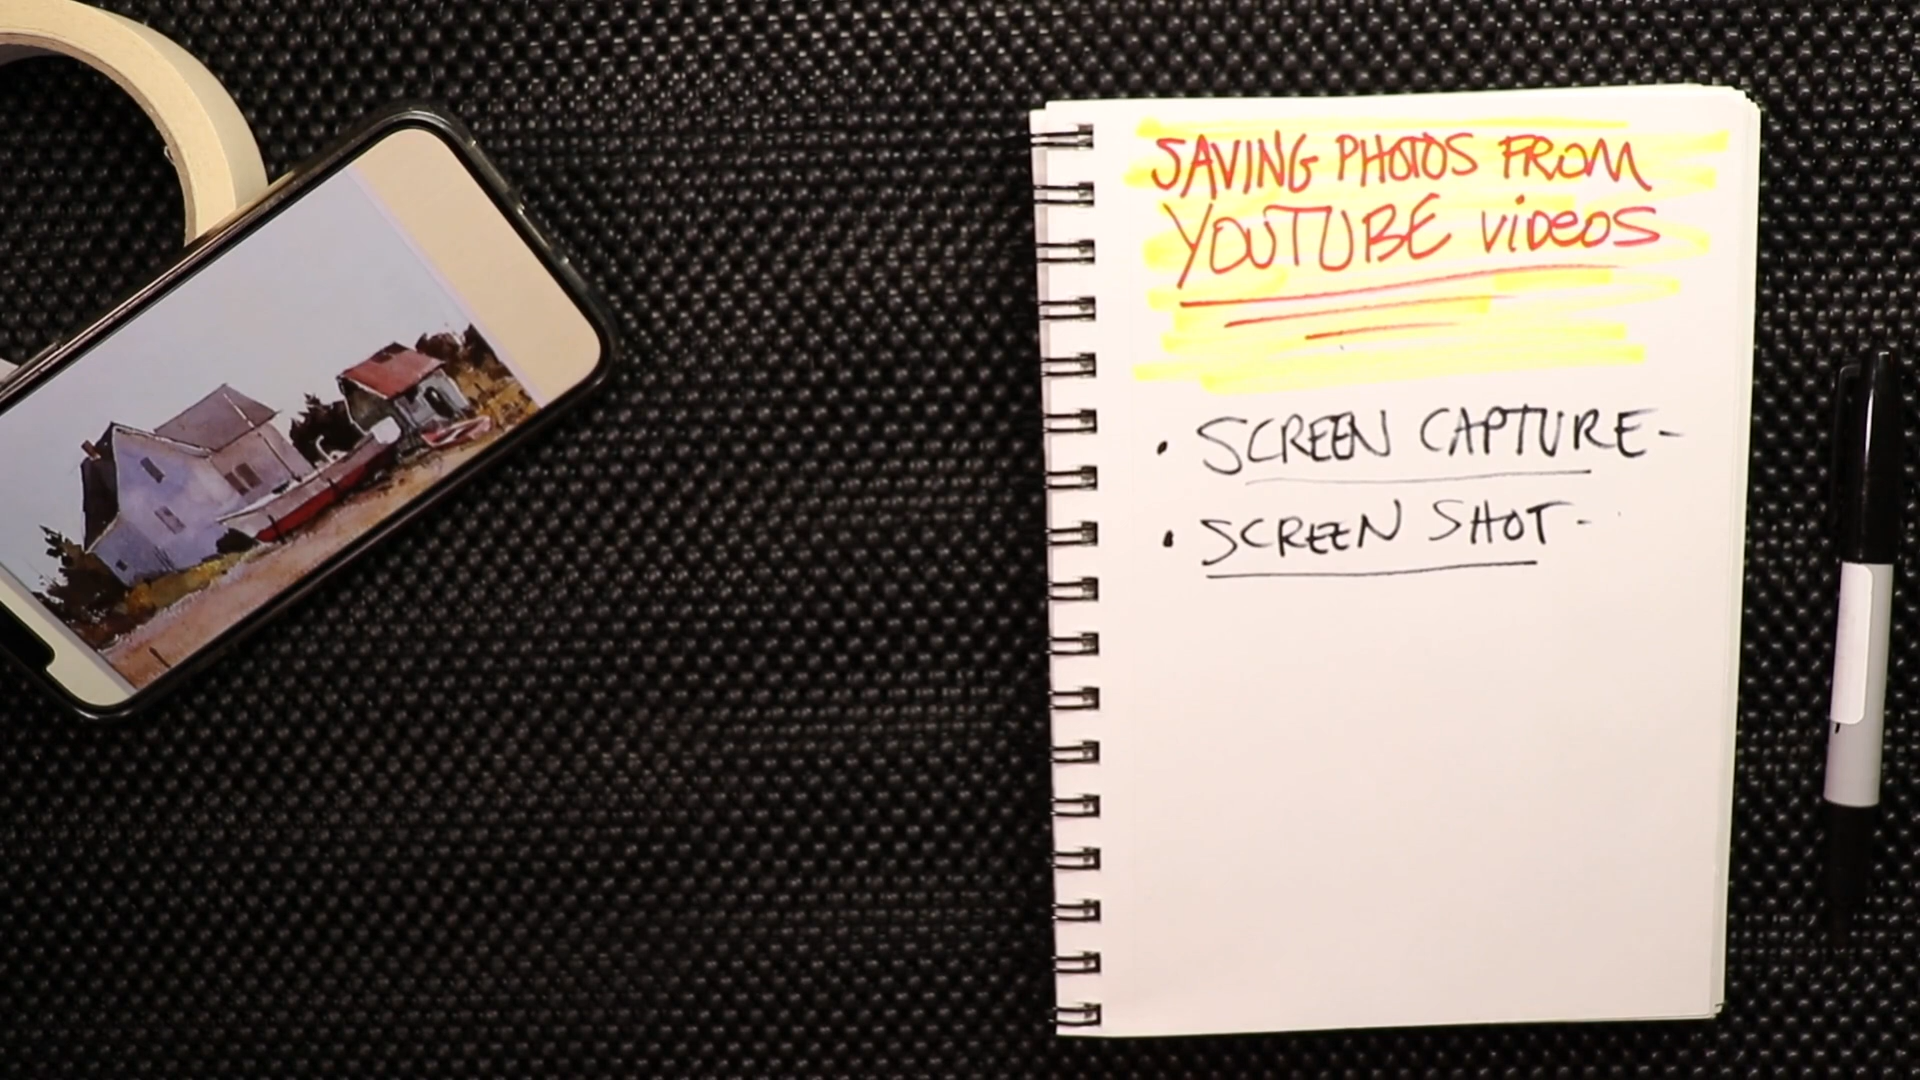 SAVING PHOTOS FROM
YOUTUBE VIDEOS
• SCREEN CAPTURE-
• SCREEN SHOT-